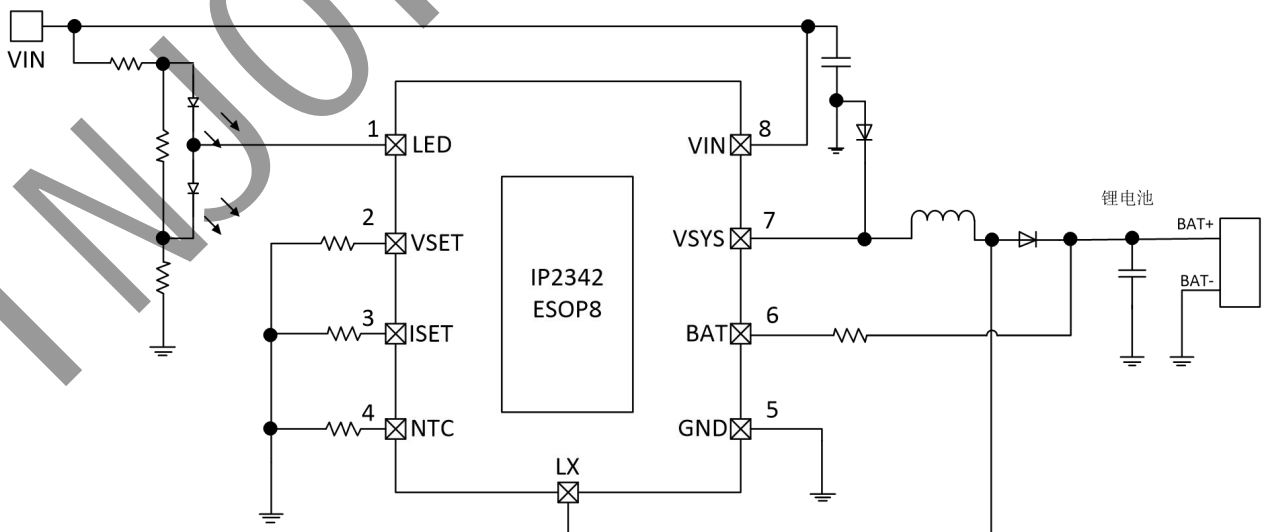 VIN
1
LED
VIN
8
2
VSET
VSYS
7
锂电池
BAT+
BAT-
IP2342
ESOP8
3
ISET
BAT
6
4
NTC
GND
5
LX